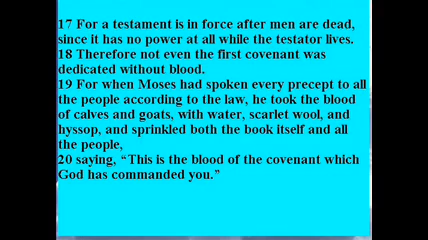 17 For a testament is in force after men are dead,
since it has no power at all while the testator lives.
18 Therefore not even the first covenant was
dedicated without blood.
19 For when Moses had spoken every precept to all
the people according to the law, he took the blood
of calves and goats, with water, scarlet wool, and
hyssop, and sprinkled both the book itself and all
the people,
20 saying, “This is the blood of the covenant which
God has commanded you.”